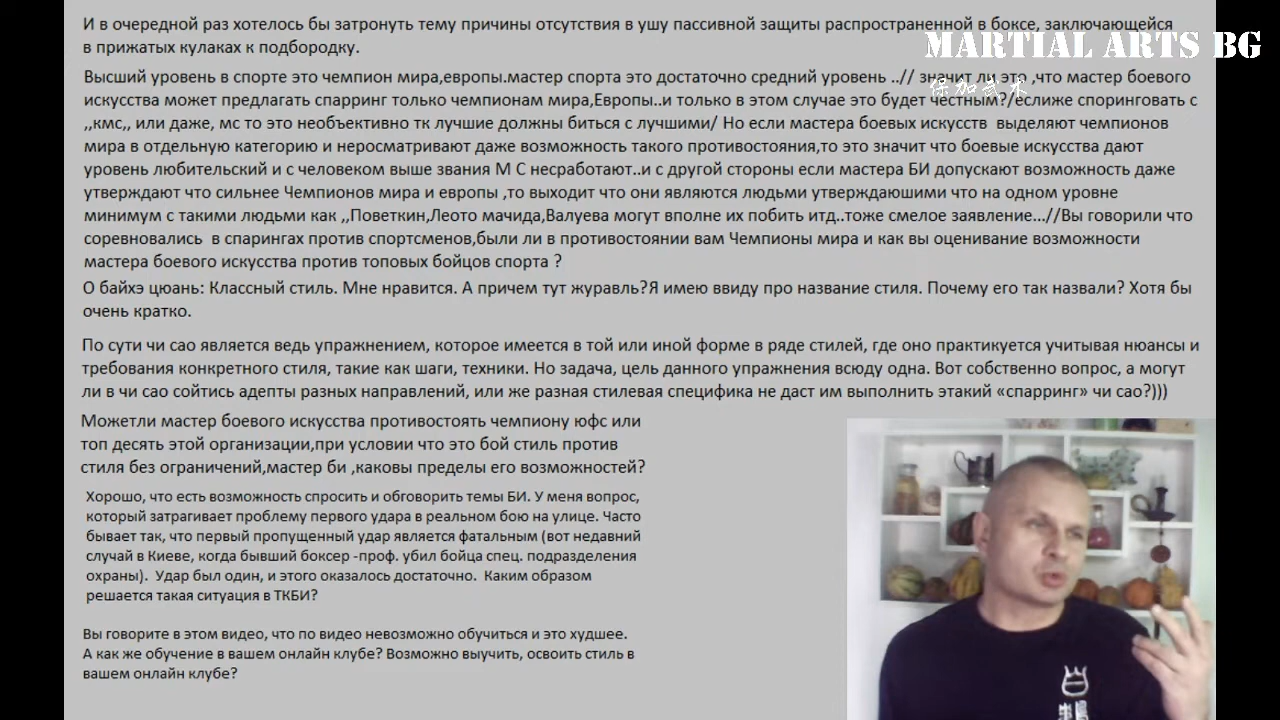 И в очередной раз хотелось бы затронуть тему причины отсутствия в ушу пассивной защиты распространенной в боксе, заключающейся
в прижатых кулаках к подбородку.
MARTIAL ARTS BG
保加武术
Высший уровень в спорте это чемпион мира,европы.мастер спорта это достаточно средний уровень ..// значит ли это ,что мастер боевого
искусства может предлагать спарринг только чемпионам мира,Европы..и только в этом случае это будет честным?/еслиже споринговать с
,,кмс,, или даже, мс то это необъективно тк лучшие должны биться с лучшими/ Но если мастера боевых искусств выделяют чемпионов
мира в отдельную категорию и неросматривают даже возможность такого противостояния,то это значит что боевые искусства дают
уровень любительский и с человеком выше звания М С несработают..и с другой стороны если мастера БИ допускают возможность даже
утверждают что сильнее Чемпионов мира и европы ,то выходит что они являются людьми утверждаюшими что на одном уровне
минимум с такими людьми как ,,Поветкин,Леото мачида,Валуева могут вполне их побить итд..тоже смелое заявление...//Вы говорили что
соревновались в спарингах против спортсменов,были ли в противостоянии вам Чемпионы мира и как вы оценивание возможности
мастера боевого искусства против топовых бойцов спорта ?
О байхэ цюань: Классный стиль. Мне нравится. А причем тут журавль?Я имею ввиду про название стиля. Почему его так назвали? Хотя бы
очень кратко.
По сути чи сао является ведь упражнением, которое имеется в той или иной форме в ряде стилей, где оно практикуется учитывая нюансы и
требования конкретного стиля, такие как шаги, техники. Но задача, цель данного упражнения всюду одна. Вот собственно вопрос, а могут
ли в чи сао сойтись адепты разных направлений, или же разная стилевая специфика не даст им выполнить этакий «спарринг» чи сао?)))
Можетли мастер боевого искусства противостоять чемпиону юфс или
топ десять этой организации,при условии что это бой стиль против
стиля без ограничений,мастер би ,каковы пределы его возможностей?
Хорошо, что есть возможность спросить и обговорить темы БИ. У меня вопрос,
который затрагивает проблему первого удара в реальном бою на улице. Часто
бывает так, что первый пропущенный удар является фатальным (вот недавний
случай в Киеве, когда бывший боксер -проф. убил бойца спец. подразделения
охраны). Удар был один, и этого оказалось достаточно. Каким образом
решается такая ситуация в ТКБИ?
Вы говорите в этом видео, что по видео невозможно обучиться и это худшее.
А как же обучение в вашем онлайн клубе? Возможно выучить, освоить стиль в
вашем онлайн клубе?